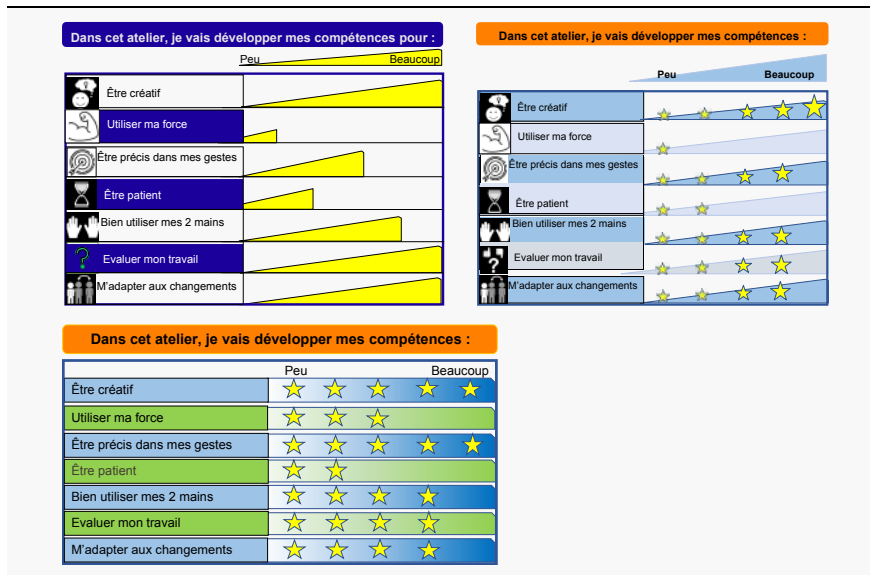 Dans cet atelier, je vais développer mes compétences pour :
Peu Beaucoup
Être créatif
Utiliser ma force
Être précis dans mes gestes
Être patient
Bien utiliser mes 2 mains
Evaluer mon travail
M'adapter aux changements
Dans cet atelier, je vais développer mes compétences :
Peu Beaucoup
Être créatif
Utiliser ma force
Être précis dans mes gestes
Être patient
Bien utiliser mes 2 mains
Evaluer mon travail
M'adapter aux changements
Dans cet atelier, je vais développer mes compétences :
Peu Beaucoup
Être créatif
Utiliser ma force
Être précis dans mes gestes
Être patient
Bien utiliser mes 2 mains
Evaluer mon travail
M'adapter aux changements